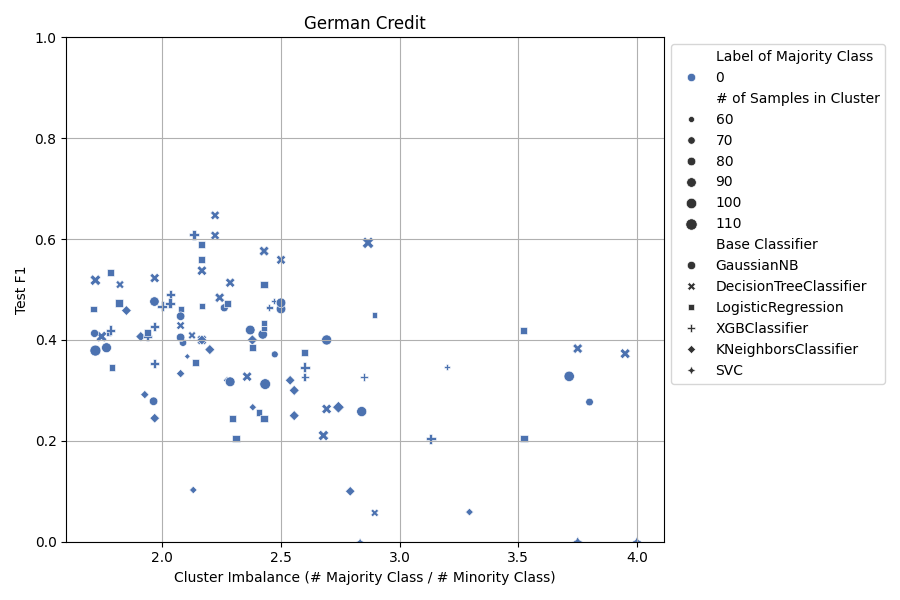 German Credit
Test F1
1.0
0.8
0.6
0.4
0.2
0.0
2.0 2.5 3.0 3.5 4.0
Cluster Imbalance (# Majority Class / # Minority Class)
Label of Majority Class
0
# of Samples in Cluster
60
70
80
90
100
110
Base Classifier
GaussianNB
DecisionTreeClassifier
LogisticRegression
XGBClassifier
KNeighborsClassifier
SVC